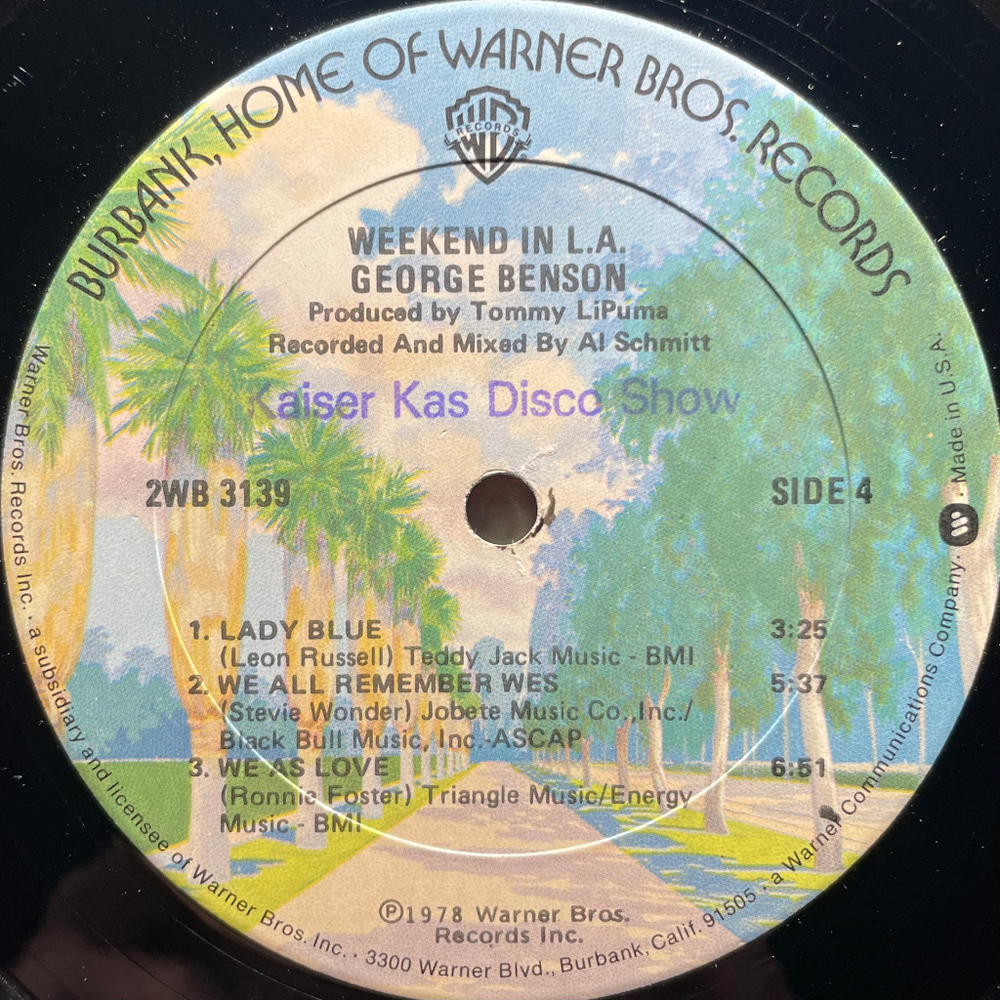 BURBANK, HOME OF WARNER BROS. RECORDS
W
RECORDS
WEEKEND IN L.A.
GEORGE BENSON
Produced by Tommy LiPuma
Recorded And Mixed By Al Schmitt
Kaiser Kas Disco Show
2WB 3139
SIDE 4
1. LADY BLUE 3:25
(Leon Russell) Teddy Jack Music - BMI
2. WE ALL REMEMBER WES 5:37
(Stevie Wonder) Jobete Music Co., Inc./
Black Bull Music, Inc.-ASCAP
3. WE AS LOVE 6:51
(Ronnie Foster) Triangle Music/Energy
Music - BMI
℗1978 Warner Bros.
Records Inc.
Warner Bros. Records Inc. · a subsidiary and licensee of Warner Bros. Inc. · 3300 Warner Blvd., Burbank, Calif. 91505 · a Warner Communications Company. · Made in U.S.A.